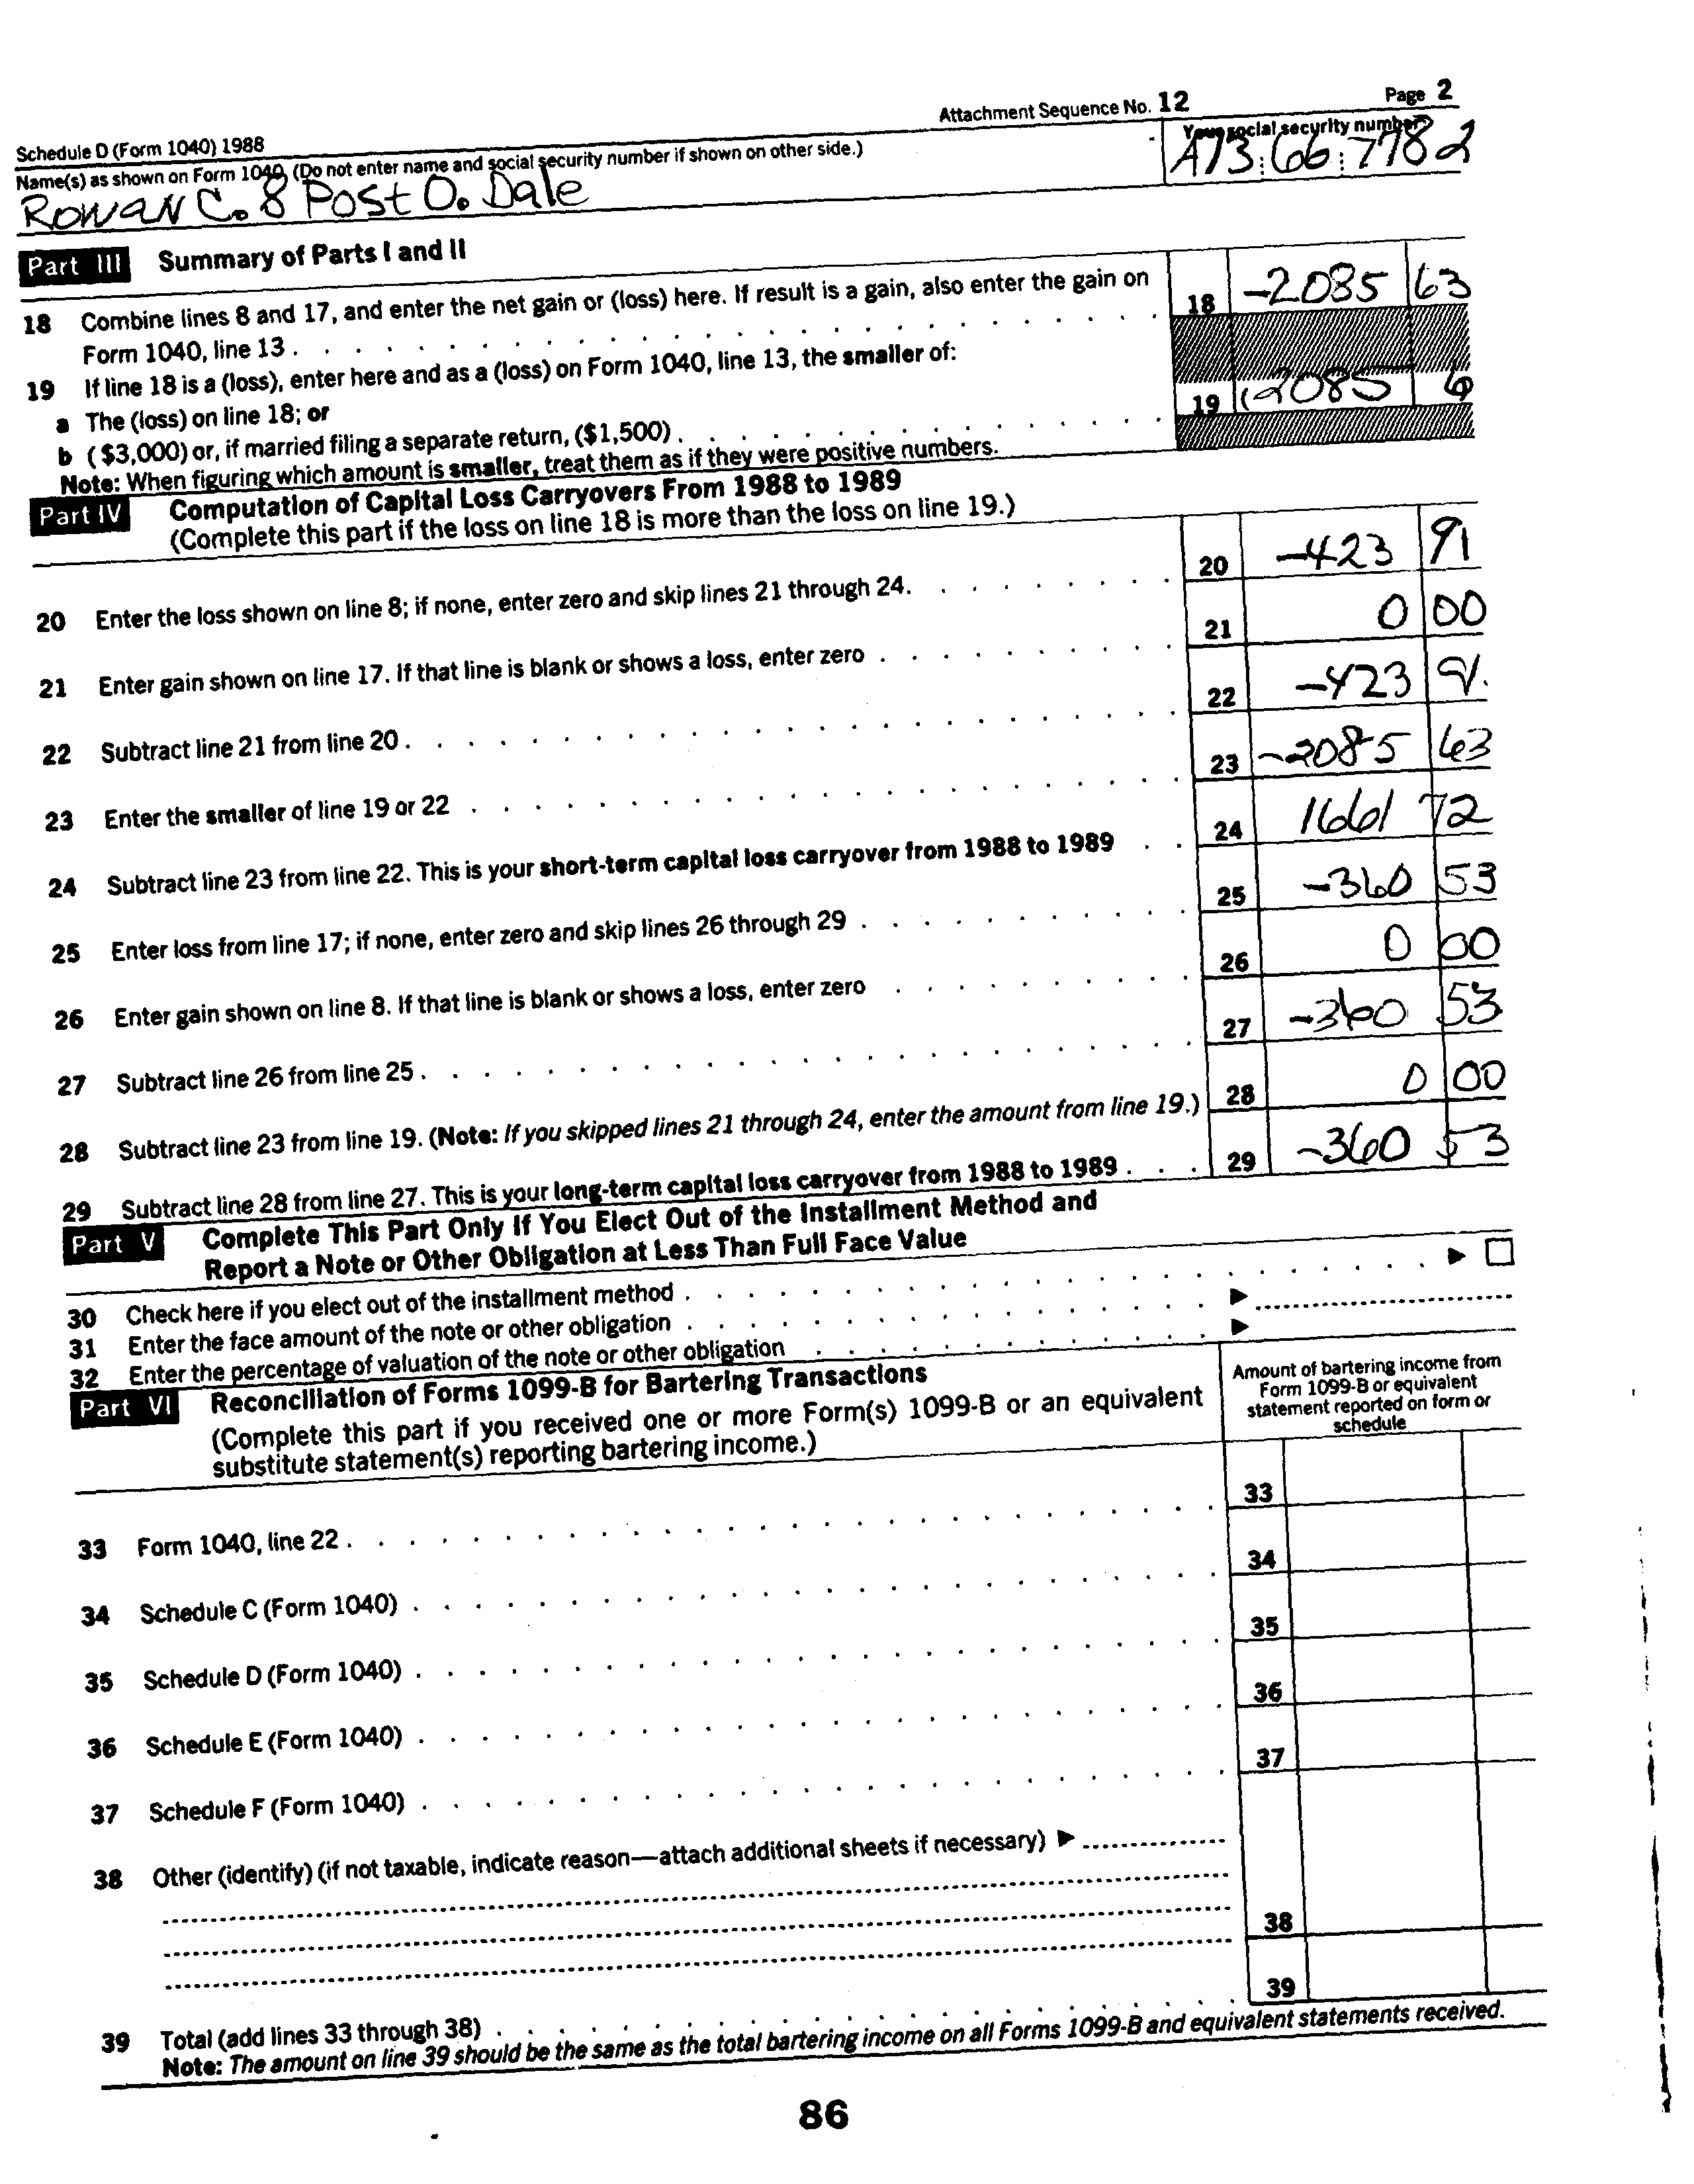 Attachment Sequence No. 12 Page 2
Schedule D (Form 1040) 1988
Name(s) as shown on Form 1040 (Do not enter name and social security number if shown on other side.) Your social security number
Rowan C. & Post O. Dale A73 66 7782
Part III Summary of Parts I and II
18 Combine lines 8 and 17, and enter the net gain or (loss) here. If result is a gain, also enter the gain on
Form 1040, line 13 . 18 -2085 63
19 If line 18 is a (loss), enter here and as a (loss) on Form 1040, line 13, the smaller of:
a The (loss) on line 18; or
b ($3,000) or, if married filing a separate return, ($1,500) . 19 (2085 6
Note: When figuring which amount is smaller, treat them as if they were positive numbers.
Part IV Computation of Capital Loss Carryovers From 1988 to 1989
(Complete this part if the loss on line 18 is more than the loss on line 19.)
20 Enter the loss shown on line 8; if none, enter zero and skip lines 21 through 24. 20 -423 91
21 Enter gain shown on line 17. If that line is blank or shows a loss, enter zero 21 0 00
22 Subtract line 21 from line 20 . 22 -423 9
23 Enter the smaller of line 19 or 22 23 -2085 63
24 Subtract line 23 from line 22. This is your short-term capital loss carryover from 1988 to 1989 24 1661 72
25 Enter loss from line 17; if none, enter zero and skip lines 26 through 29 25 -360 53
26 Enter gain shown on line 8. If that line is blank or shows a loss, enter zero 26 0 00
27 Subtract line 26 from line 25 . 27 -360 53
28 Subtract line 23 from line 19. (Note: If you skipped lines 21 through 24, enter the amount from line 19.) 28 0 00
29 Subtract line 28 from line 27. This is your long-term capital loss carryover from 1988 to 1989 . 29 -360 53
Part V Complete This Part Only If You Elect Out of the Installment Method and
Report a Note or Other Obligation at Less Than Full Face Value
30 Check here if you elect out of the installment method . ▶ □
31 Enter the face amount of the note or other obligation . ▶
32 Enter the percentage of valuation of the note or other obligation ▶
Part VI Reconciliation of Forms 1099-B for Bartering Transactions
(Complete this part if you received one or more Form(s) 1099-B or an equivalent
substitute statement(s) reporting bartering income.)
Amount of bartering income from
Form 1099-B or equivalent
statement reported on form or
schedule
33 Form 1040, line 22 . 33
34 Schedule C (Form 1040) . 34
35 Schedule D (Form 1040) . 35
36 Schedule E (Form 1040) . 36
37 Schedule F (Form 1040) . 37
38 Other (identify) (if not taxable, indicate reason—attach additional sheets if necessary) ▶
38
39 Total (add lines 33 through 38) . 39
Note: The amount on line 39 should be the same as the total bartering income on all Forms 1099-B and equivalent statements received.
86